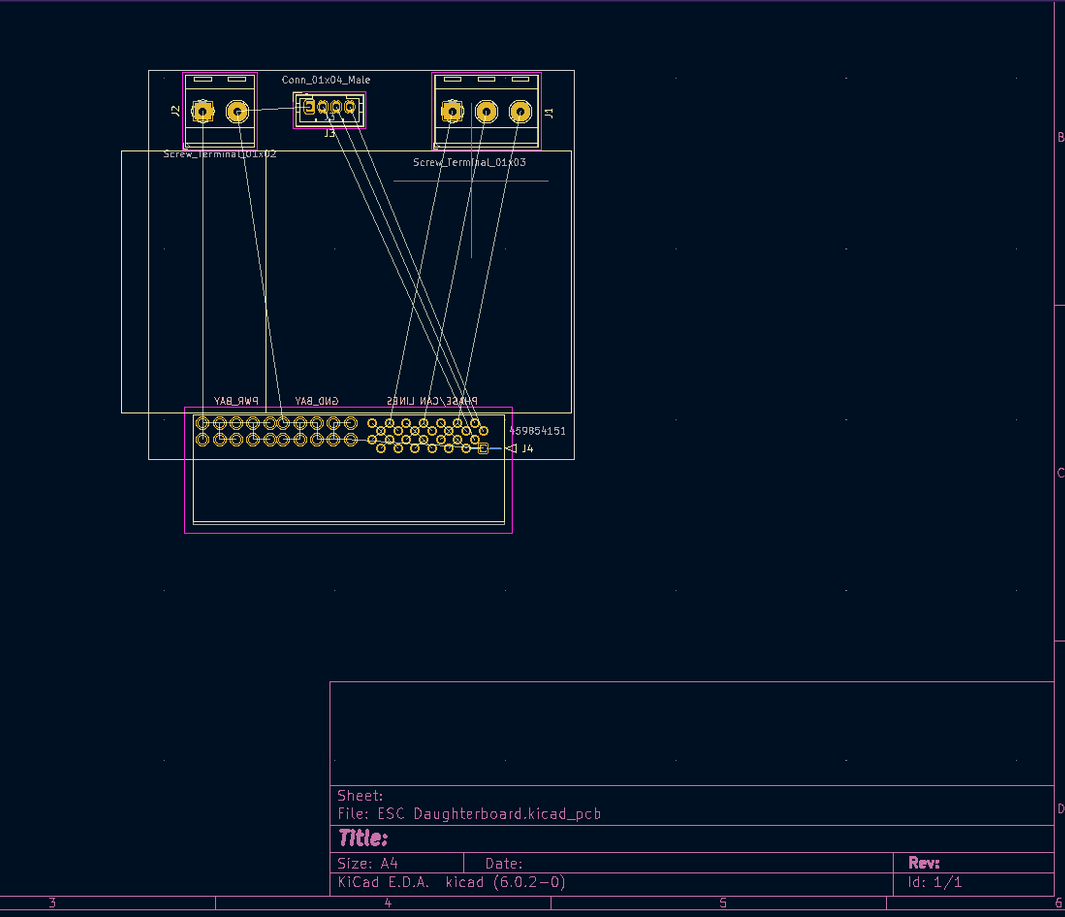 Conn_01x04_Male
B
J2
J3
J3
J1
Screw_Terminal_01x02
Screw_Terminal_01x03
PWR_BAY
GND_BAY
PHASE/CAN LINES
459854151
J4
C
Sheet:
File: ESC Daughterboard.kicad_pcb
D
Title:
Size: A4
Date:
Rev:
KiCad E.D.A. kicad (6.0.2-0)
Id: 1/1
3
4
5
6